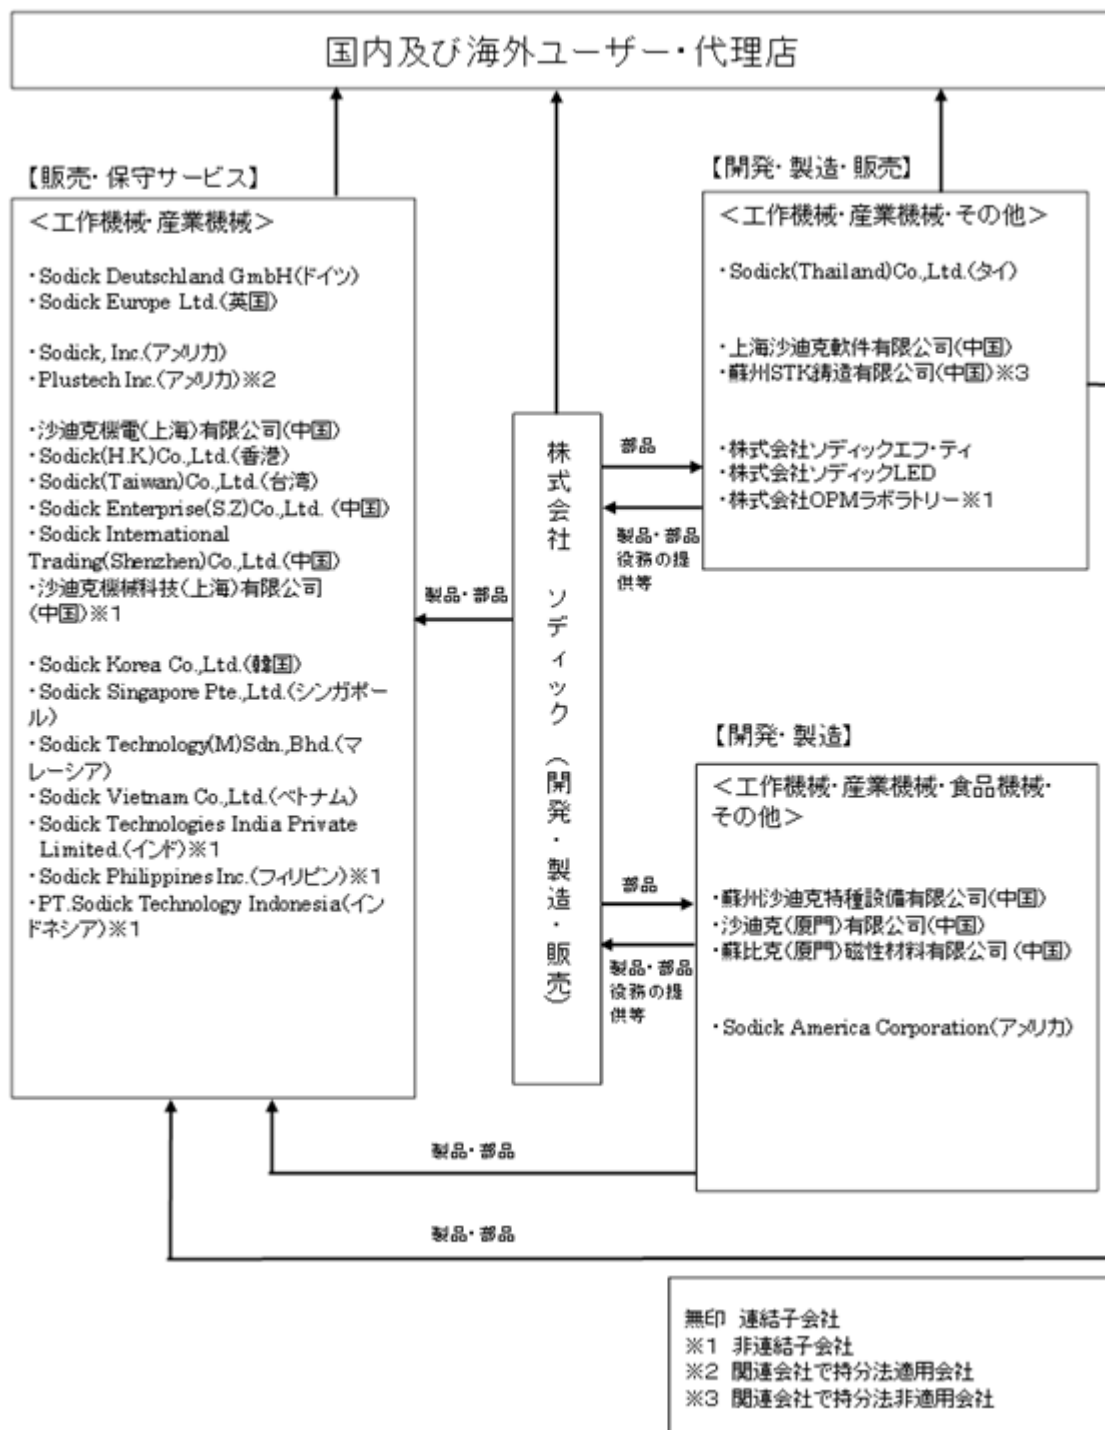 国内及び海外ユーザー・代理店
【販売・保守サービス】
＜工作機械・産業機械＞
・Sodick Deutschland GmbH(ドイツ)
・Sodick Europe Ltd.(英国)
・Sodick, Inc.(アメリカ)
・Plustech Inc.(アメリカ)※2
・沙迪克機電(上海)有限公司(中国)
・Sodick(H.K)Co.,Ltd.(香港)
・Sodick(Taiwan)Co.,Ltd.(台湾)
・Sodick Enterprise(S.Z)Co.,Ltd. (中国)
・Sodick International
Trading(Shenzhen)Co.,Ltd.(中国)
・沙迪克機械科技(上海)有限公司
(中国)※1
・Sodick Korea Co.,Ltd.(韓国)
・Sodick Singapore Pte.,Ltd.(シンガポー
ル)
・Sodick Technology(M)Sdn.,Bhd.(マ
レーシア)
・Sodick Vietnam Co.,Ltd.(ベトナム)
・Sodick Technologies India Private
Limited.(インド)※1
・Sodick Philippines Inc.(フィリピン)※1
・PT.Sodick Technology Indonesia(イン
ドネシア)※1
製品・部品
株式会社 ソディック (開発・製造・販売)
部品
製品・部品
役務の提
供等
【開発・製造・販売】
＜工作機械・産業機械・その他＞
・Sodick(Thailand)Co.,Ltd.(タイ)
・上海沙迪克軟件有限公司(中国)
・蘇州STK鋳造有限公司(中国)※3
・株式会社ソディックエフ・ティ
・株式会社ソディックLED
・株式会社OPMラボラトリー※1
部品
製品・部品
役務の提
供等
【開発・製造】
＜工作機械・産業機械・食品機械・
その他＞
・蘇州沙迪克特種設備有限公司(中国)
・沙迪克(厦門)有限公司(中国)
・蘇比克(厦門)磁性材料有限公司 (中国)
・Sodick America Corporation(アメリカ)
製品・部品
製品・部品
無印 連結子会社
※1 非連結子会社
※2 関連会社で持分法適用会社
※3 関連会社で持分法非適用会社